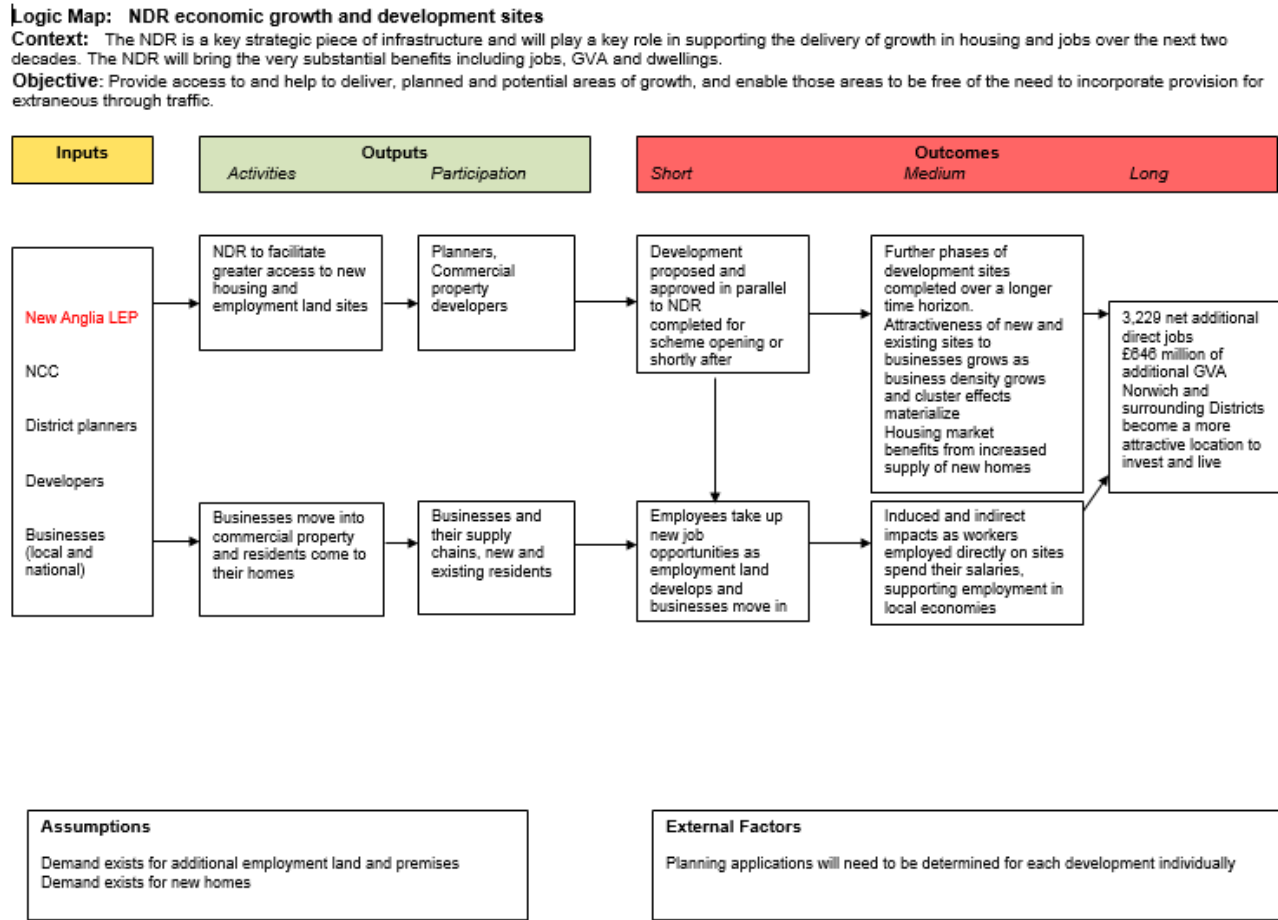 Logic Map: NDR economic growth and development sites
Context: The NDR is a key strategic piece of infrastructure and will play a key role in supporting the delivery of growth in housing and jobs over the next two
decades. The NDR will bring the very substantial benefits including jobs, GVA and dwellings.
Objective: Provide access to and help to deliver, planned and potential areas of growth, and enable those areas to be free of the need to incorporate provision for
extraneous through traffic.
Inputs
Outputs
Activities
Participation
Outcomes
Short
Medium
Long
New Anglia LEP
NCC
District planners
Developers
Businesses
(local and
national)
NDR to facilitate
greater access to new
housing and
employment land sites
Planners,
Commercial
property
developers
Development
proposed and
approved in parallel
to NDR
completed for
scheme opening or
shortly after
Further phases of
development sites
completed over a longer
time horizon.
Attractiveness of new and
existing sites to
businesses grows as
business density grows
and cluster effects
materialize
Housing market
benefits from increased
supply of new homes
3,229 net additional
direct jobs
£646 million of
additional GVA
Norwich and
surrounding Districts
become a more
attractive location to
invest and live
Businesses move into
commercial property
and residents come to
their homes
Businesses and
their supply
chains, new and
existing residents
Employees take up
new job
opportunities as
employment land
develops and
businesses move in
Induced and indirect
impacts as workers
employed directly on sites
spend their salaries,
supporting employment in
local economies
Assumptions
Demand exists for additional employment land and premises
Demand exists for new homes
External Factors
Planning applications will need to be determined for each development individually